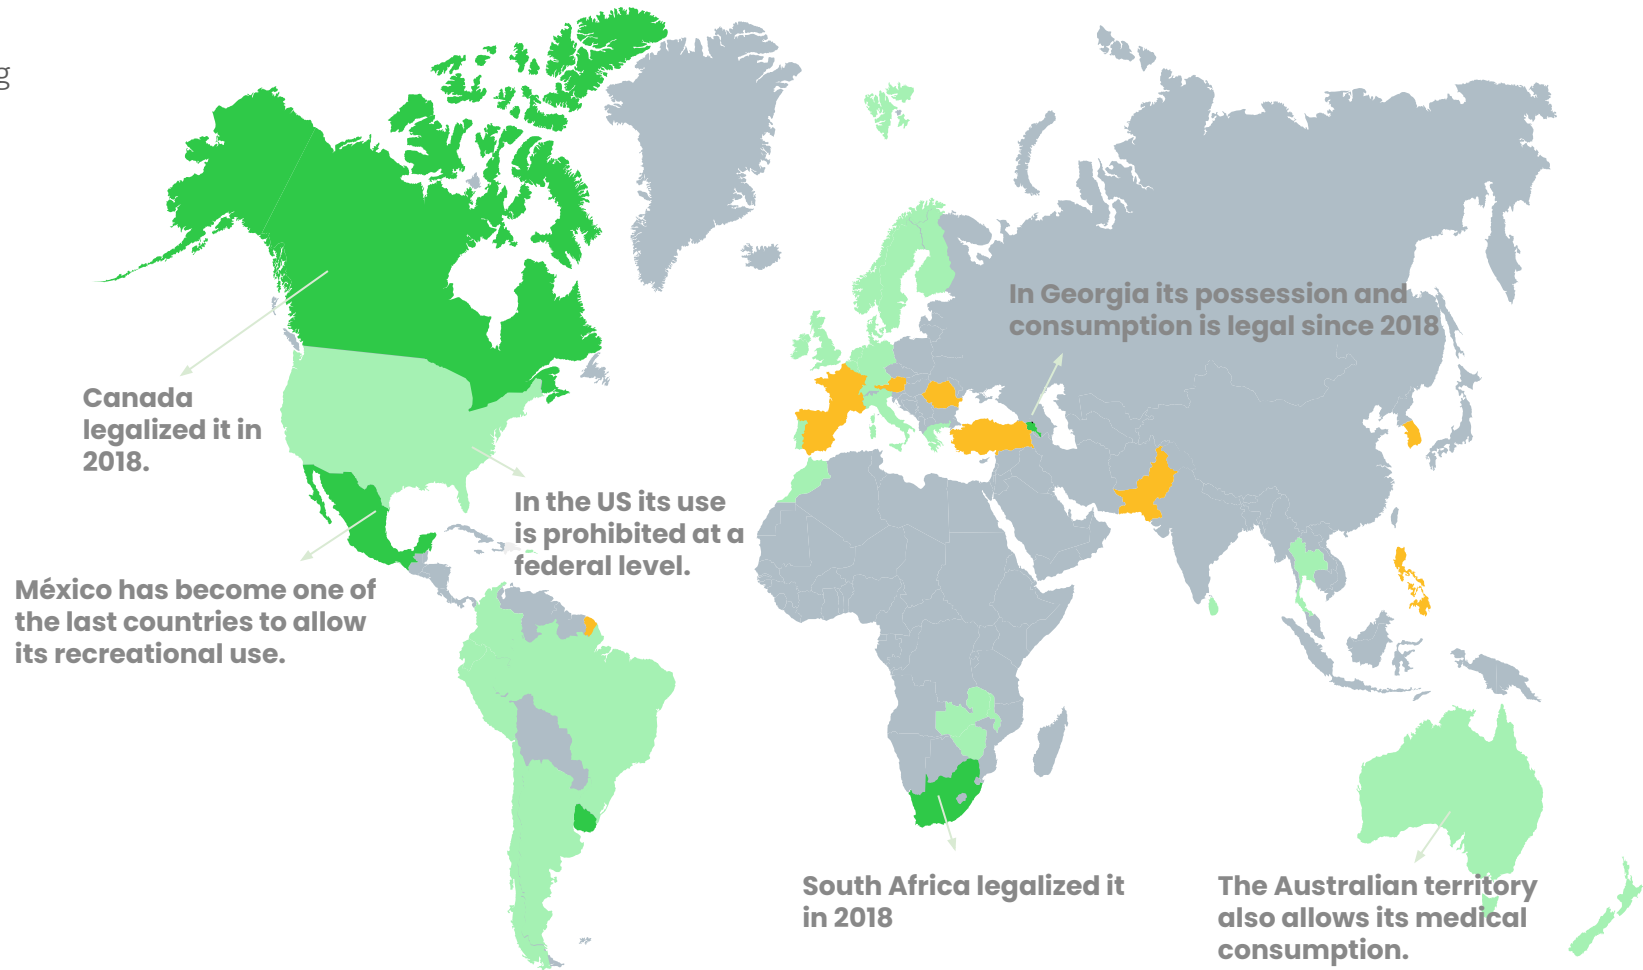 g
In Georgia its possession and
consumption is legal since 2018
Canada
legalized it in
2018.
In the US its use
is prohibited at a
federal level.
México has become one of
the last countries to allow
its recreational use.
South Africa legalized it
in 2018
The Australian territory
also allows its medical
consumption.